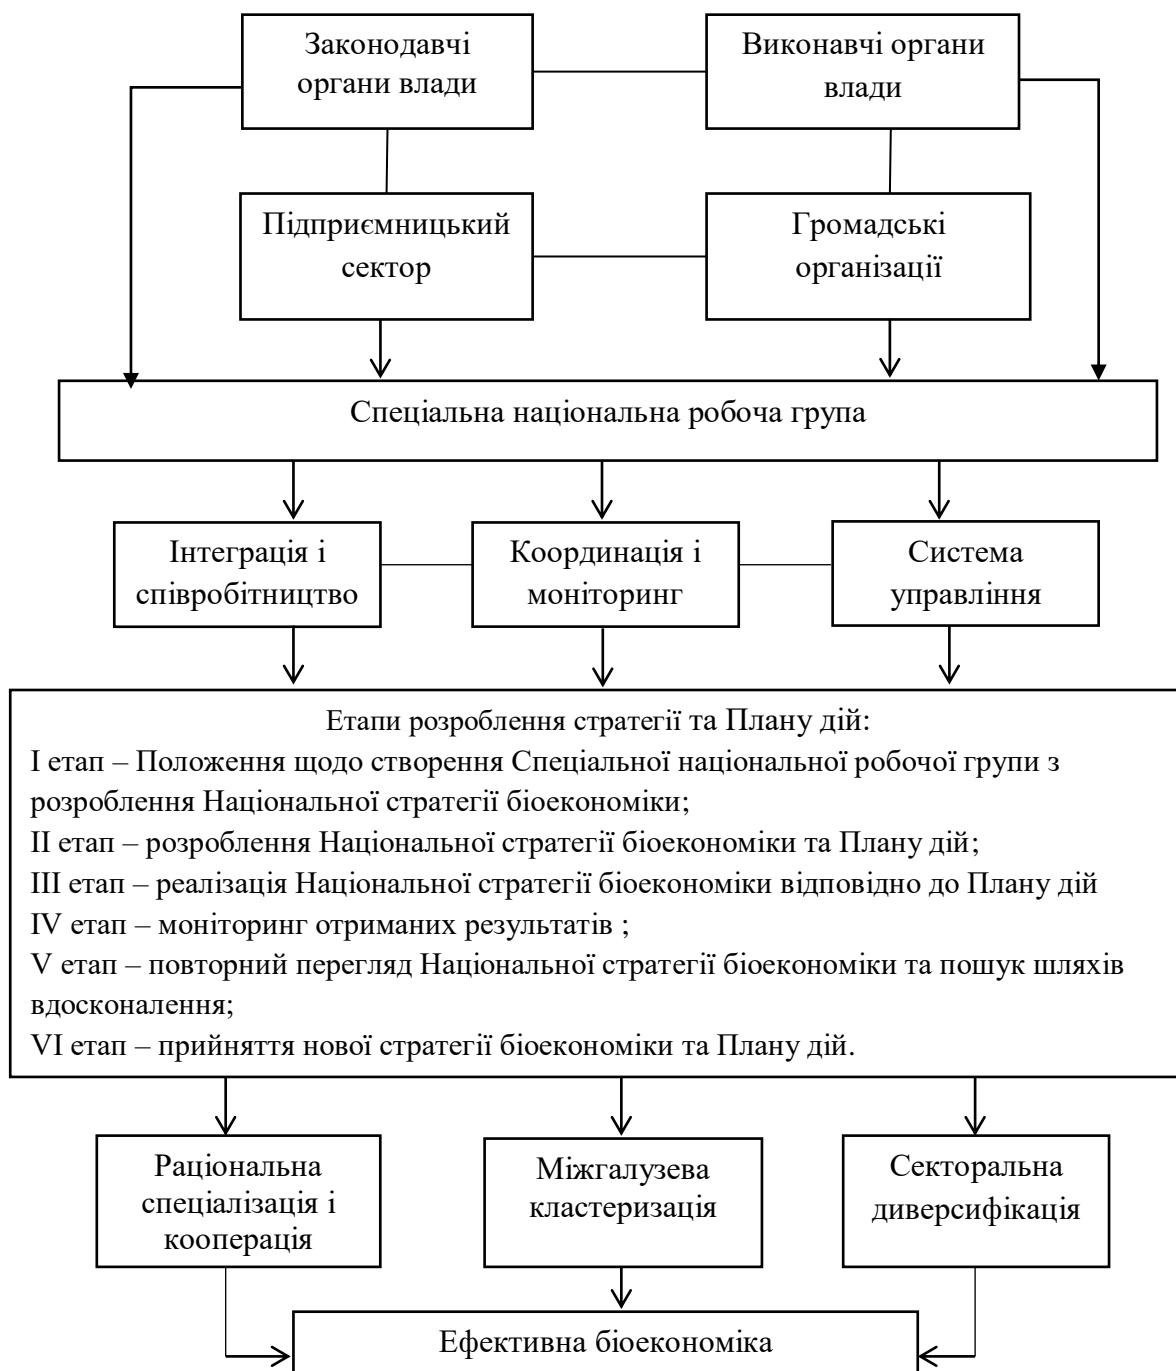 Законодавчі
органи влади
Виконавчі органи
влади
Підприємницький
сектор
Громадські
організації
Спеціальна національна робоча група
Інтеграція і
співробітництво
Координація і
моніторинг
Система
управління
Етапи розроблення стратегії та Плану дій:
І етап – Положення щодо створення Спеціальної національної робочої групи з
розроблення Національної стратегії біоекономіки;
ІІ етап – розроблення Національної стратегії біоекономіки та Плану дій;
ІІІ етап – реалізація Національної стратегії біоекономіки відповідно до Плану дій
IV етап – моніторинг отриманих результатів ;
V етап – повторний перегляд Національної стратегії біоекономіки та пошук шляхів
вдосконалення;
VI етап – прийняття нової стратегії біоекономіки та Плану дій.
Раціональна
спеціалізація і
кооперація
Міжгалузева
кластеризація
Секторальна
диверсифікація
Ефективна біоекономіка